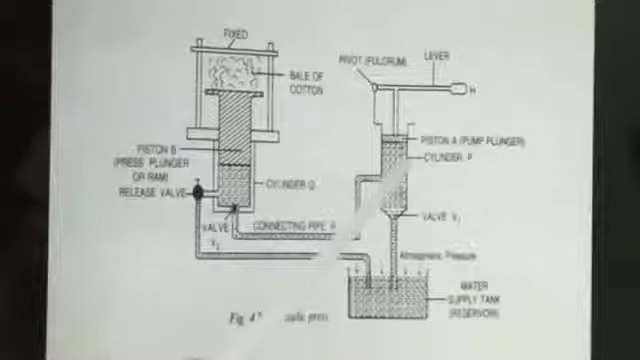 FIXED
BALE OF
COTTON
PIVOT (FULCRUM)
LEVER
H
PISTON A (PUMP PLUNGER)
CYLINDER P
PISTON B
(PRESS PLUNGER
OR RAM)
RELEASE VALVE
CYLINDER Q
VALVE
CONNECTING PIPE
VALVE V₁
Atmospheric Pressure
WATER
SUPPLY TANK
(RESERVOIR)
Fig. 4
press